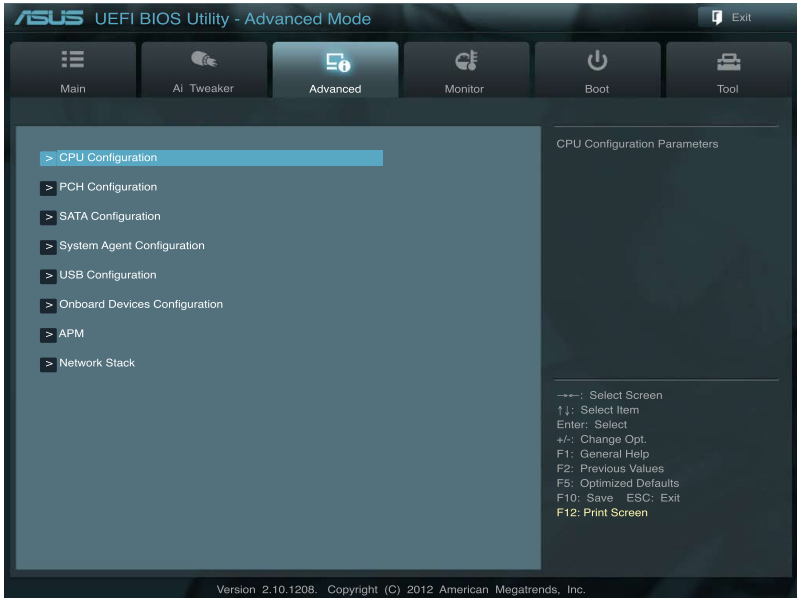 ASUS UEFI BIOS Utility - Advanced Mode
Exit
Main
Ai Tweaker
Advanced
Monitor
Boot
Tool
> CPU Configuration
> PCH Configuration
> SATA Configuration
> System Agent Configuration
> USB Configuration
> Onboard Devices Configuration
> APM
> Network Stack
CPU Configuration Parameters
→←: Select Screen
↑↓: Select Item
Enter: Select
+/-: Change Opt.
F1: General Help
F2: Previous Values
F5: Optimized Defaults
F10: Save ESC: Exit
F12: Print Screen
Version 2.10.1208. Copyright (C) 2012 American Megatrends, Inc.